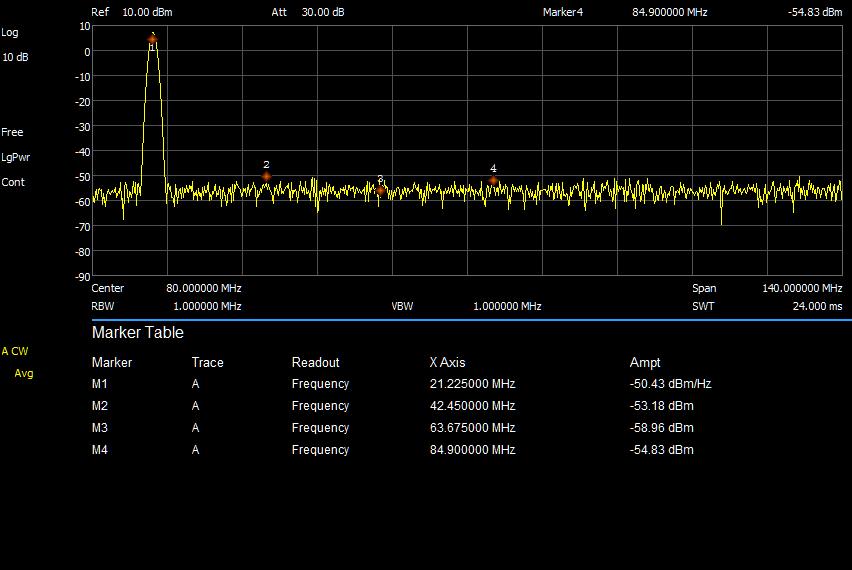 Ref 10.00 dBm Att 30.00 dB Marker4 84.900000 MHz -54.83 dBm
Log
10 dB
Free
LgPwr
Cont
10
0
-10
-20
-30
-40
-50
-60
-70
-80
-90
1
2
3
4
Center 80.000000 MHz Span 140.000000 MHz
RBW 1.000000 MHz VBW 1.000000 MHz SWT 24.000 ms
Marker Table
A CW
Avg
Marker Trace Readout X Axis Ampt
M1 A Frequency 21.225000 MHz -50.43 dBm/Hz
M2 A Frequency 42.450000 MHz -53.18 dBm
M3 A Frequency 63.675000 MHz -58.96 dBm
M4 A Frequency 84.900000 MHz -54.83 dBm